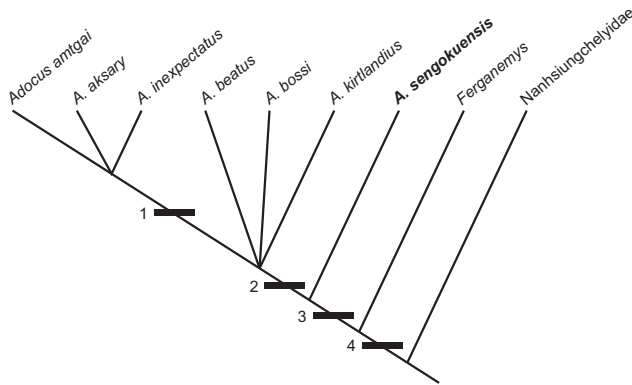 Adocus amtgai
A. aksary
A. inexpectatus
A. beatus
A. bossi
A. kirtlandius
A. sengokuensis
Ferganemys
Nanhsiungchelyidae
1
2
3
4